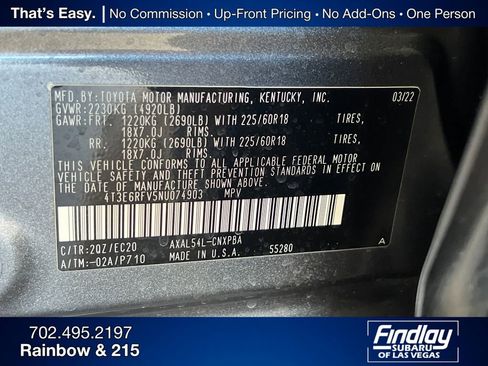 That's Easy. | No Commission - Up-Front Pricing - No Add-Ons - One Person
MFD.BY:TOYOTA MOTOR MANUFACTURING, KENTUCKY, INC. 03/22
GVWR:2230KG (4920LB)
GAWR:FRT. 1220KG (2690LB) WITH 225/60R18 TIRES,
18X7.0J RIMS.
RR. 1220KG (2690LB) WITH 225/60R18 TIRES,
18X7.0J RIMS.
THIS VEHICLE CONFORMS TO ALL APPLICABLE FEDERAL MOTOR
VEHICLE SAFETY AND THEFT PREVENTION STANDARDS IN EFFECT
ON THE DATE OF MANUFACTURE SHOWN ABOVE.
4T3E6RFV5NU074903 MPV
C/TR:20Z/EC20 AXAL54L-CNXPBA A
A/TM:-02A/P710 MADE IN U.S.A. 55280
702.495.2197
Rainbow & 215
Findlay
SUBARU
OF LAS VEGAS